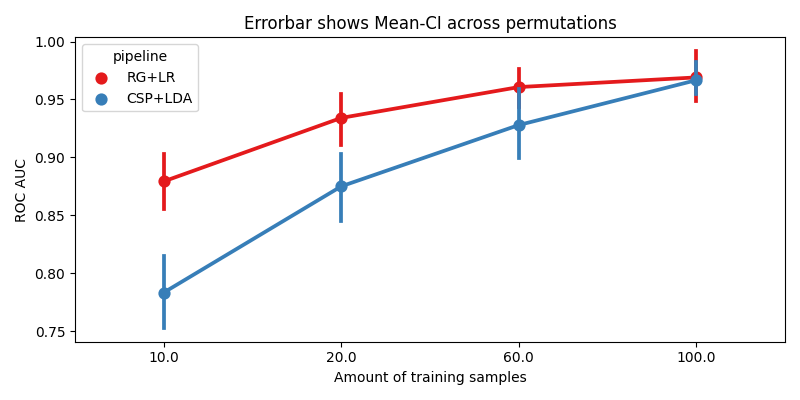 Errorbar shows Mean-CI across permutations
pipeline
RG+LR
CSP+LDA
ROC AUC
1.00
0.95
0.90
0.85
0.80
0.75
10.0 20.0 60.0 100.0
Amount of training samples